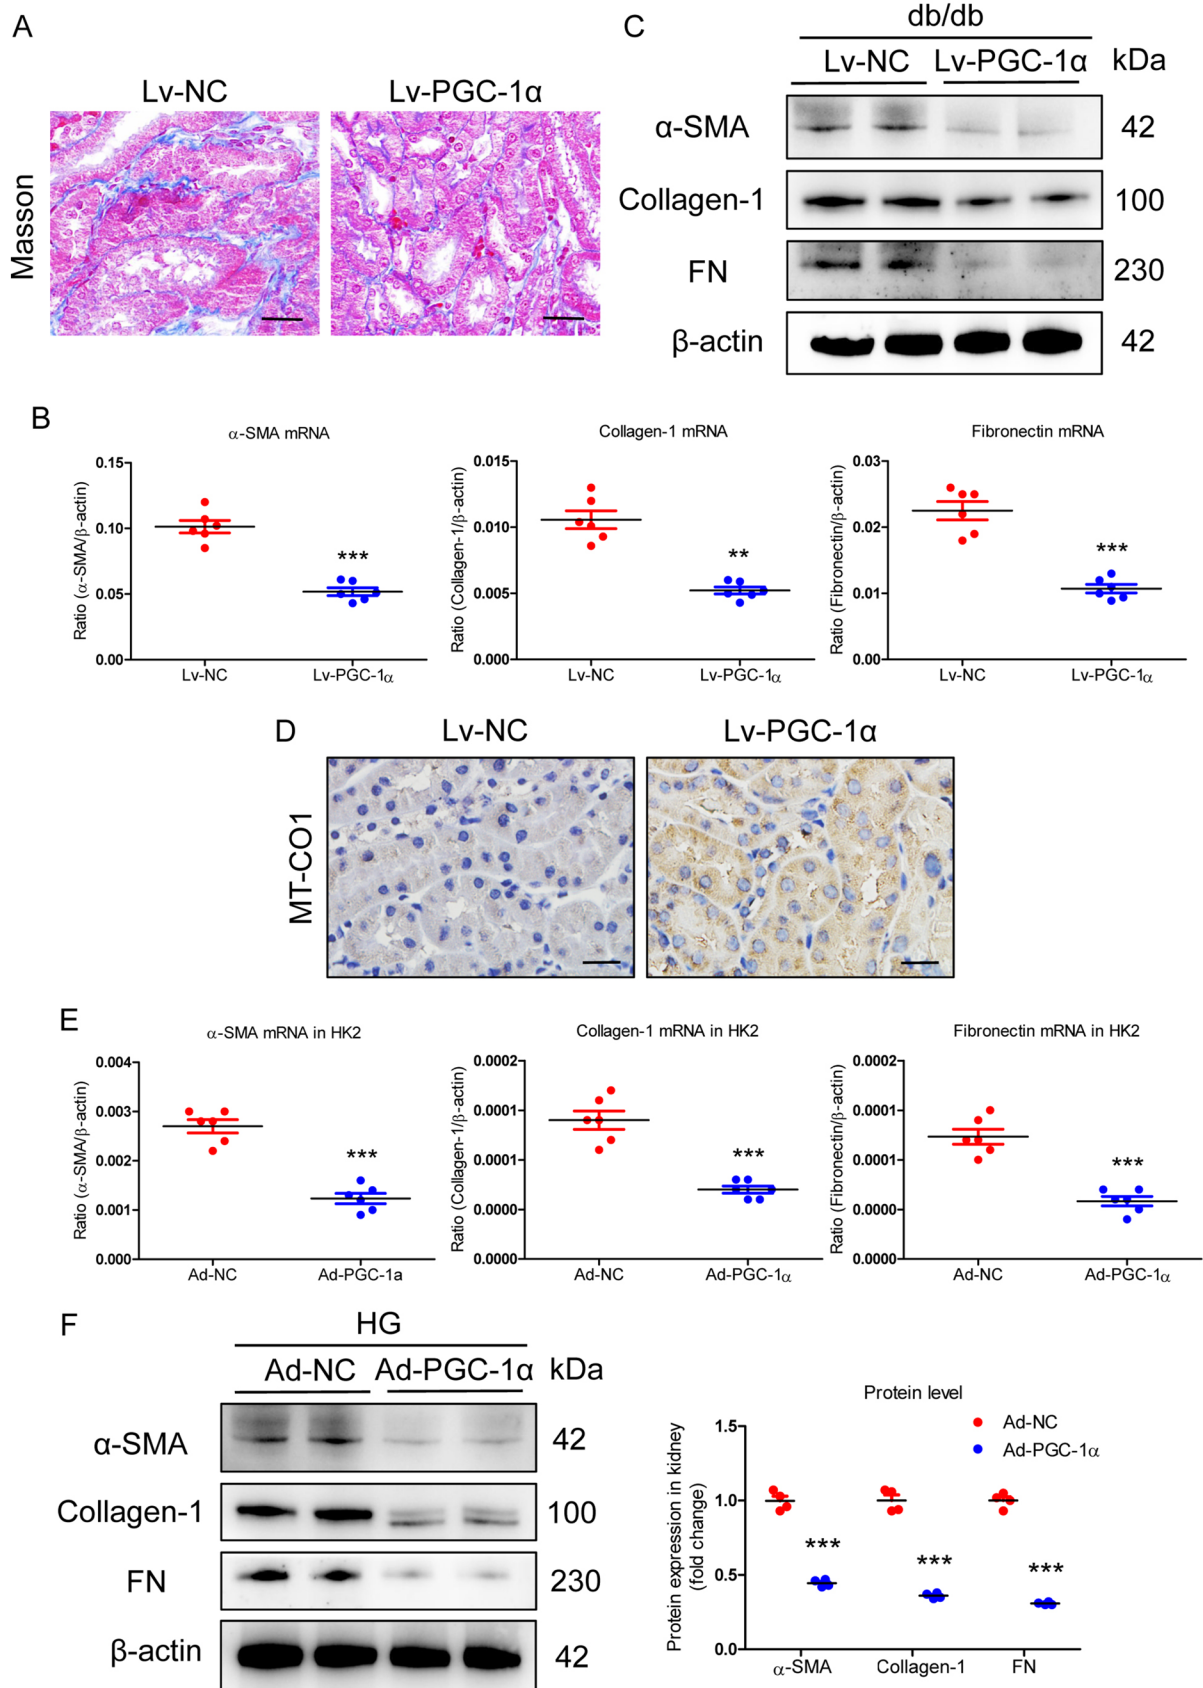 A
Lv-NC Lv-PGC-1α
Masson
C
db/db
Lv-NC Lv-PGC-1α kDa
α-SMA 42
Collagen-1 100
FN 230
β-actin 42
B
α-SMA mRNA
Ratio (α-SMA/β-actin)
0.15
0.10
0.05
0.00
***
Lv-NC Lv-PGC-1α
Collagen-1 mRNA
Ratio (Collagen-1/β-actin)
0.015
0.010
0.005
0.000
**
Lv-NC Lv-PGC-1α
Fibronectin mRNA
Ratio (Fibronectin/β-actin)
0.03
0.02
0.01
0.00
***
Lv-NC Lv-PGC-1α
D
Lv-NC Lv-PGC-1α
MT-CO1
E
α-SMA mRNA in HK2
Ratio (α-SMA/β-actin)
0.004
0.003
0.002
0.001
0.000
***
Ad-NC Ad-PGC-1a
Collagen-1 mRNA in HK2
Ratio (Collagen-1/β-actin)
0.0002
0.0001
0.0001
0.0000
0.0000
***
Ad-NC Ad-PGC-1α
Fibronectin mRNA in HK2
Ratio (Fibronectin/β-actin)
0.0002
0.0001
0.0001
0.0000
0.0000
***
Ad-NC Ad-PGC-1α
F
HG
Ad-NC Ad-PGC-1α kDa
α-SMA 42
Collagen-1 100
FN 230
β-actin 42
Protein level
Ad-NC
Ad-PGC-1α
Protein expression in kidney
(fold change)
1.5
1.0
0.5
0.0
*** *** ***
α-SMA Collagen-1 FN